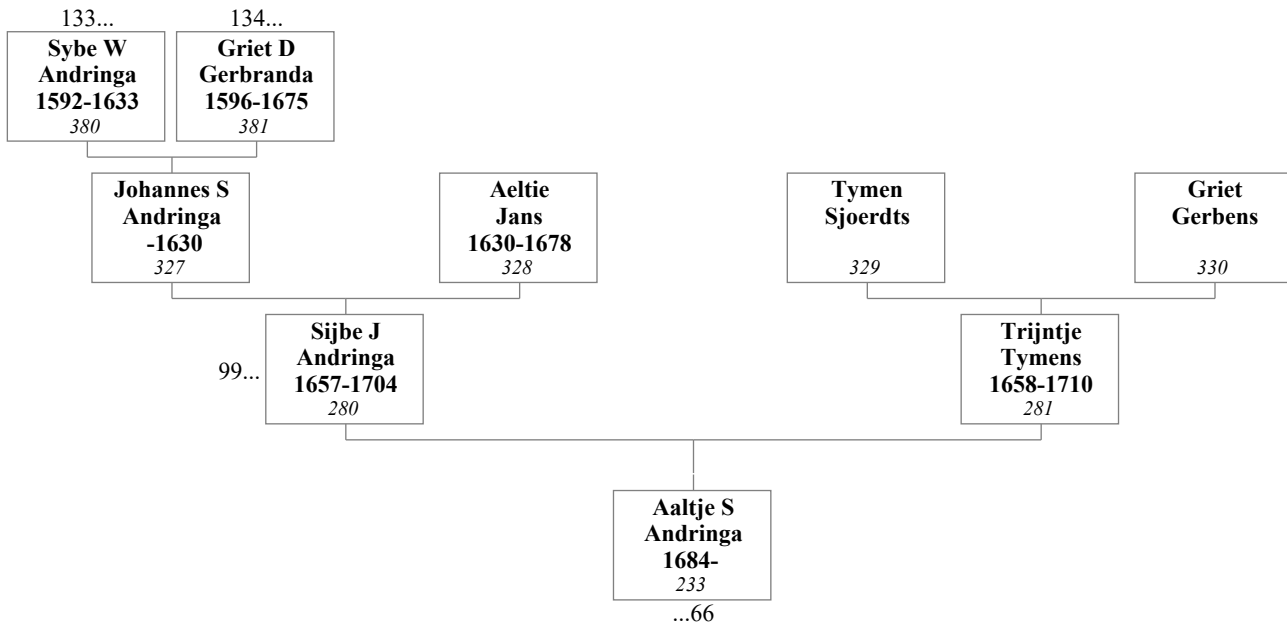 133...
134...
Sybe W
Andringa
1592-1633
380
Griet D
Gerbranda
1596-1675
381
Johannes S
Andringa
-1630
327
Aeltie
Jans
1630-1678
328
Tymen
Sjoerdts
329
Griet
Gerbens
330
99...
Sijbe J
Andringa
1657-1704
280
Trijntje
Tymens
1658-1710
281
Aaltje S
Andringa
1684-
233
...66